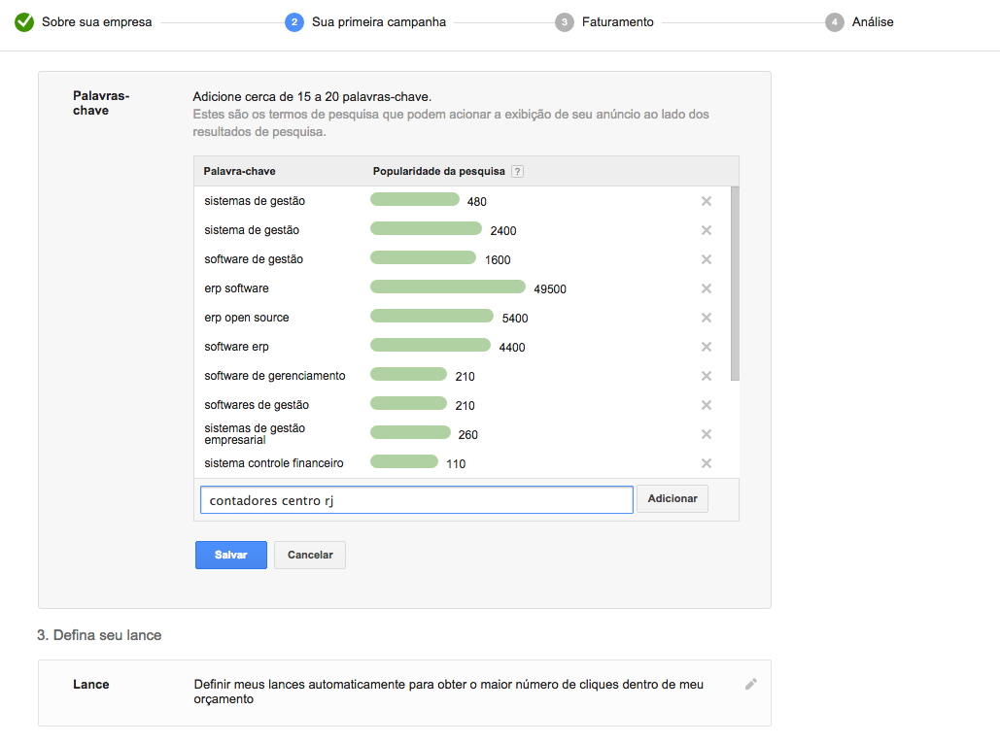 Sobre sua empresa
2 Sua primeira campanha
3 Faturamento
4 Análise
Palavras-
chave
Adicione cerca de 15 a 20 palavras-chave.
Estes são os termos de pesquisa que podem acionar a exibição de seu anúncio ao lado dos
resultados de pesquisa.
Palavra-chave Popularidade da pesquisa ?
sistemas de gestão 480
sistema de gestão 2400
software de gestão 1600
erp software 49500
erp open source 5400
software erp 4400
software de gerenciamento 210
softwares de gestão 210
sistemas de gestão
empresarial 260
sistema controle financeiro 110
contadores centro rj Adicionar
Salvar Cancelar
3. Defina seu lance
Lance
Definir meus lances automaticamente para obter o maior número de cliques dentro de meu
orçamento